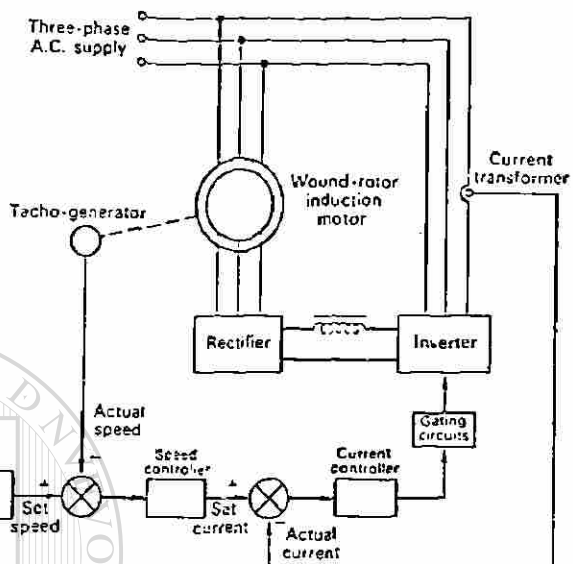 Three-phase
A.C. supply
Current
transformer
Wound-rotor
induction
motor
Tacho-generator
Rectifier
Inverter
Gating
circuits
Actual
speed
Speed
controller
Current
controller
+
-
+
-
Set
speed
Set
current
Actual
current